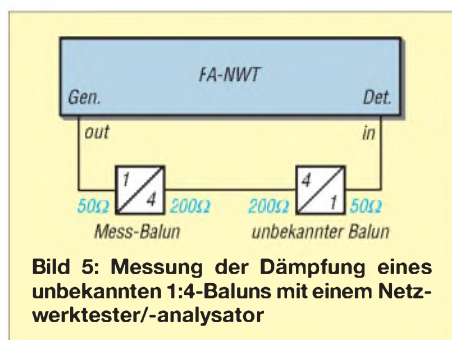 FA-NWT
Gen.
Det.
out
in
1
4
4
1
50Ω
200Ω
200Ω
50Ω
Mess-Balun
unbekannter Balun
Bild 5: Messung der Dämpfung eines
unbekannten 1:4-Baluns mit einem Netz-
werktester/-analysator